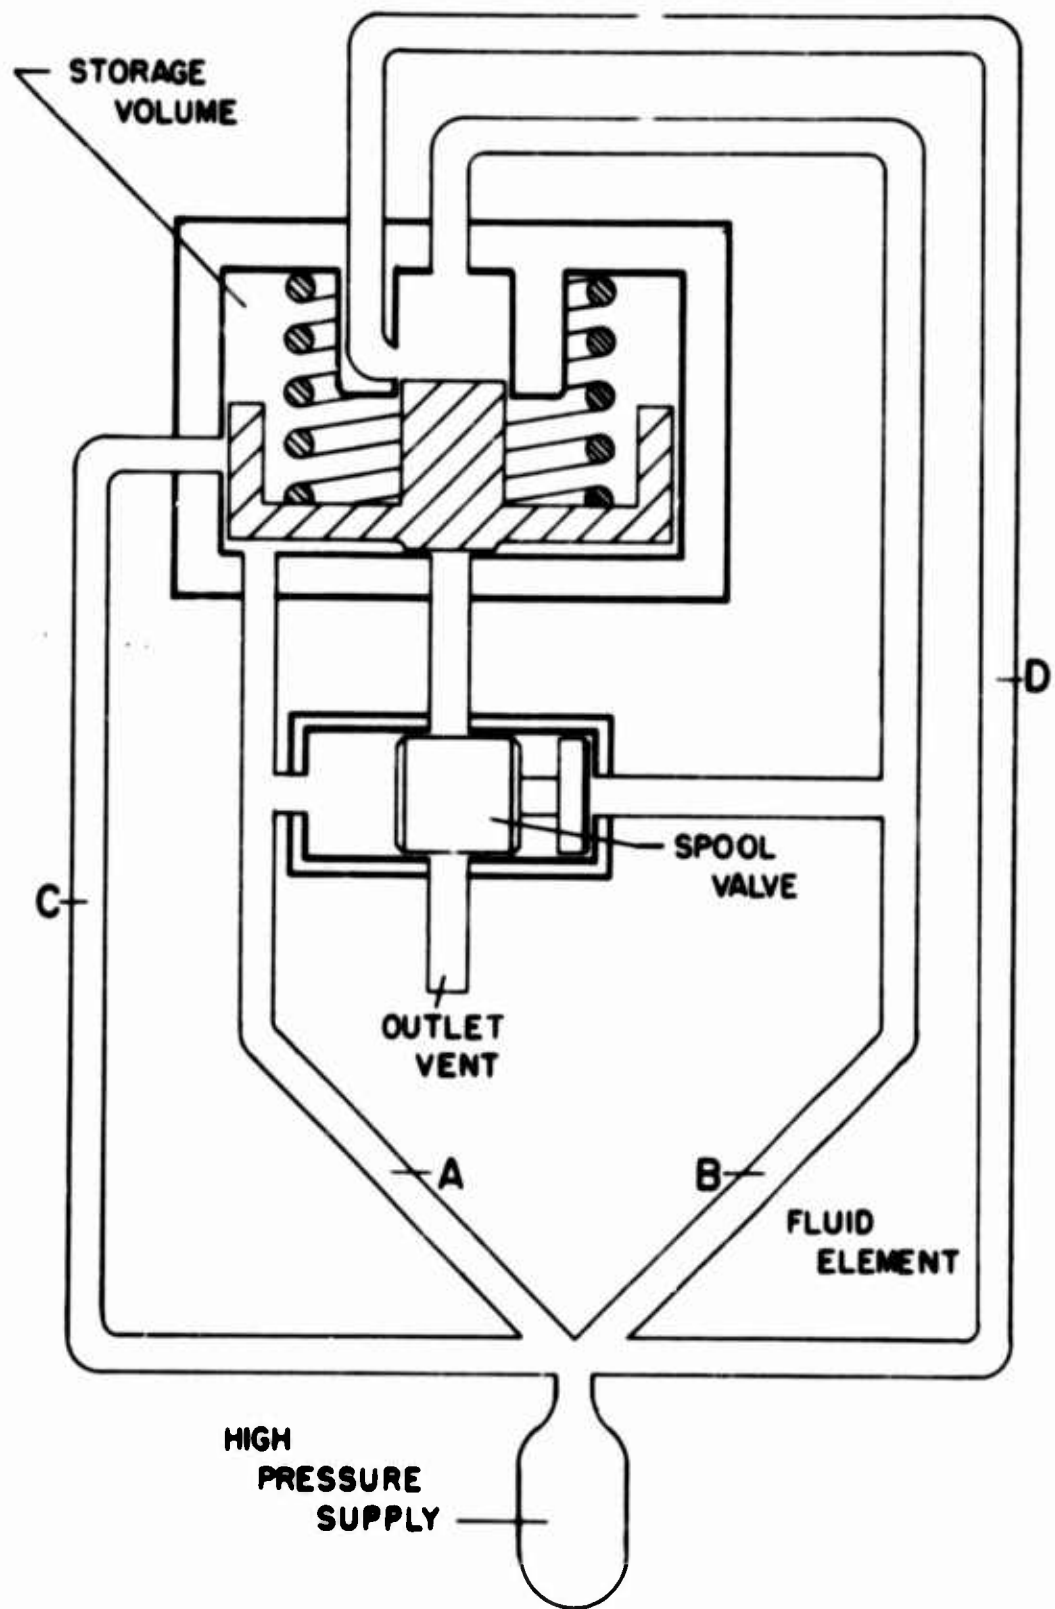 STORAGE
VOLUME
D
SPOOL
VALVE
C
OUTLET
VENT
A
B
FLUID
ELEMENT
HIGH
PRESSURE
SUPPLY